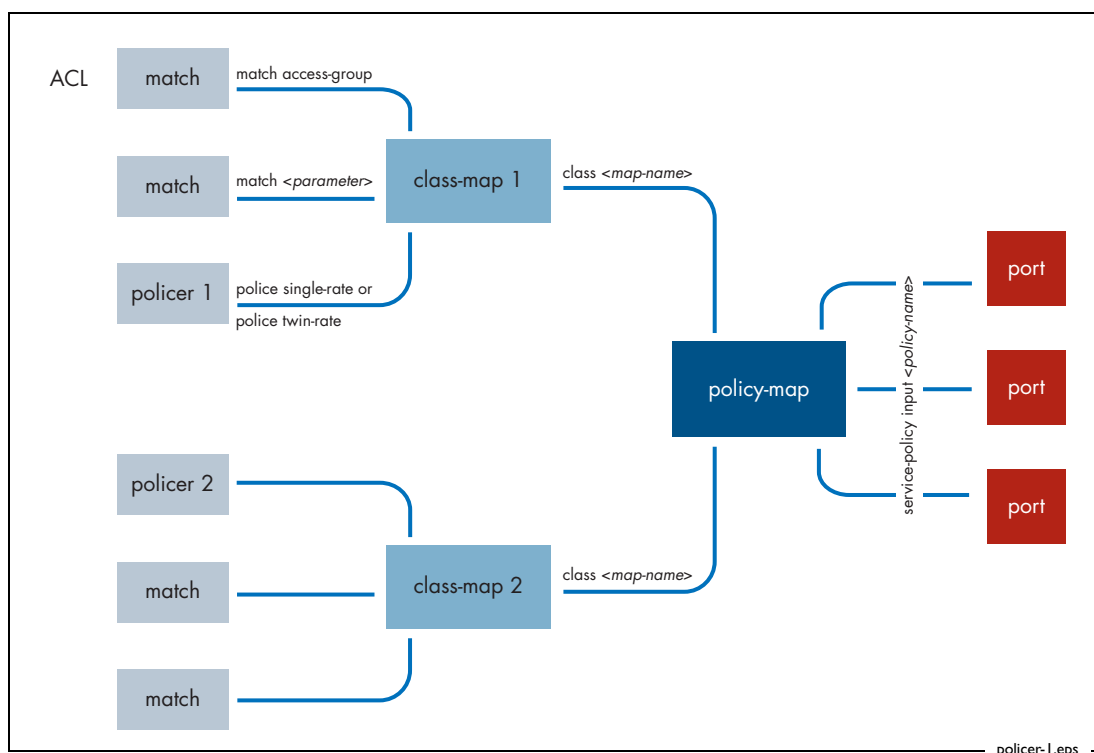 ACL
match
match access-group
match
match <parameter>
class-map 1
class <map-name>
policer 1
police single-rate or
police twin-rate
policy-map
service-policy input <policy-name>
port
port
port
policer 2
match
class-map 2
class <map-name>
match
policer-1.eps